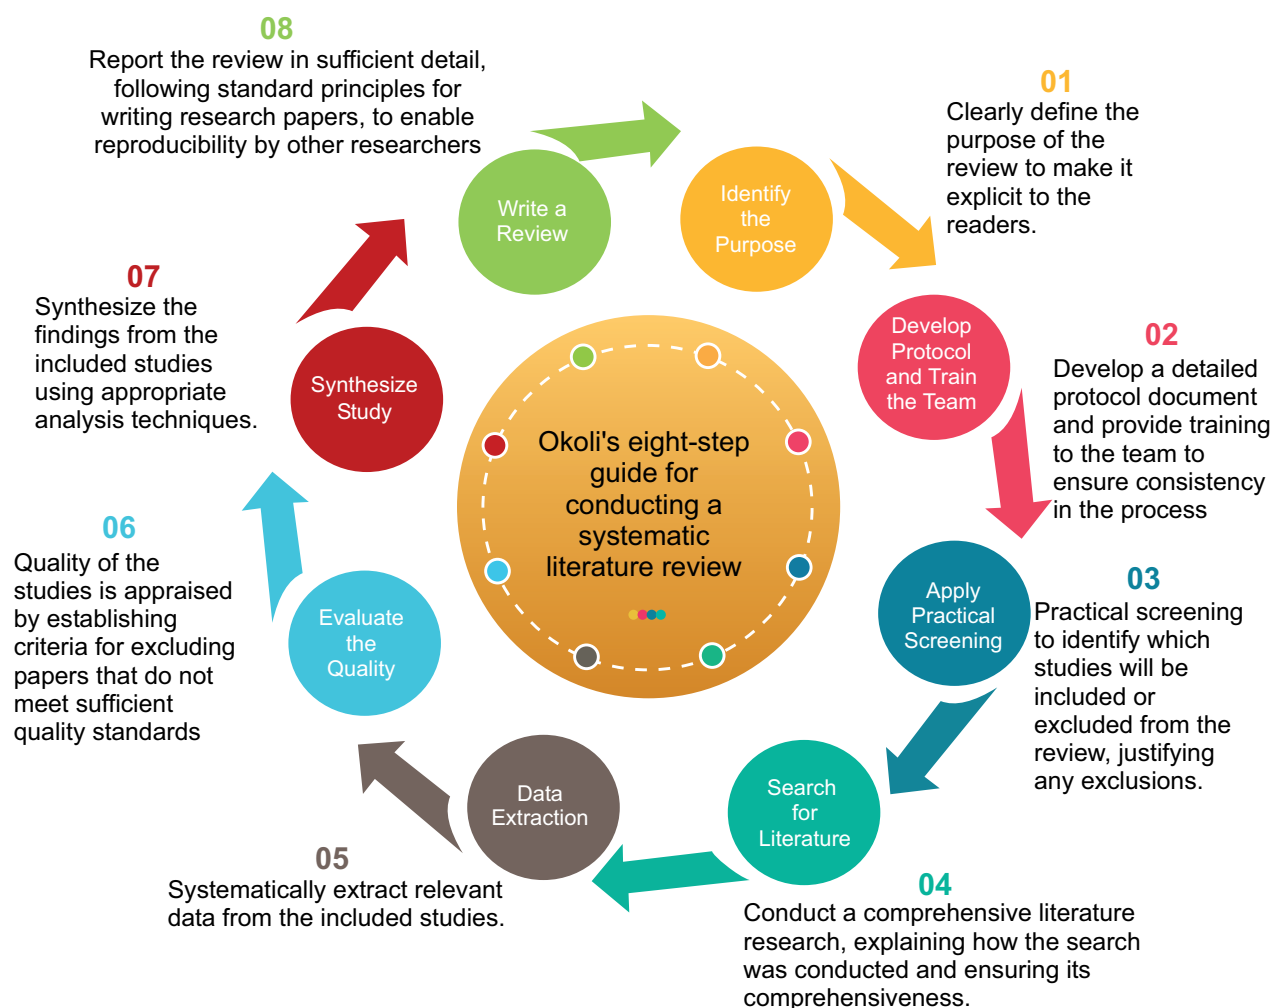 Okoli's eight-step
guide for
conducting a
systematic
literature review
01
Clearly define the
purpose of the
review to make it
explicit to the
readers.
Identify
the
Purpose
02
Develop a detailed
protocol document
and provide training
to the team to
ensure consistency
in the process
Develop
Protocol
and Train
the Team
03
Practical screening
to identify which
studies will be
included or
excluded from the
review, justifying
any exclusions.
Apply
Practical
Screening
04
Conduct a comprehensive literature
research, explaining how the search
was conducted and ensuring its
comprehensiveness.
Search
for
Literature
05
Systematically extract relevant
data from the included studies.
Data
Extraction
06
Quality of the
studies is appraised
by establishing
criteria for excluding
papers that do not
meet sufficient
quality standards
Evaluate
the
Quality
07
Synthesize the
findings from the
included studies
using appropriate
analysis techniques.
Synthesize
Study
08
Report the review in sufficient detail,
following standard principles for
writing research papers, to enable
reproducibility by other researchers
Write a
Review